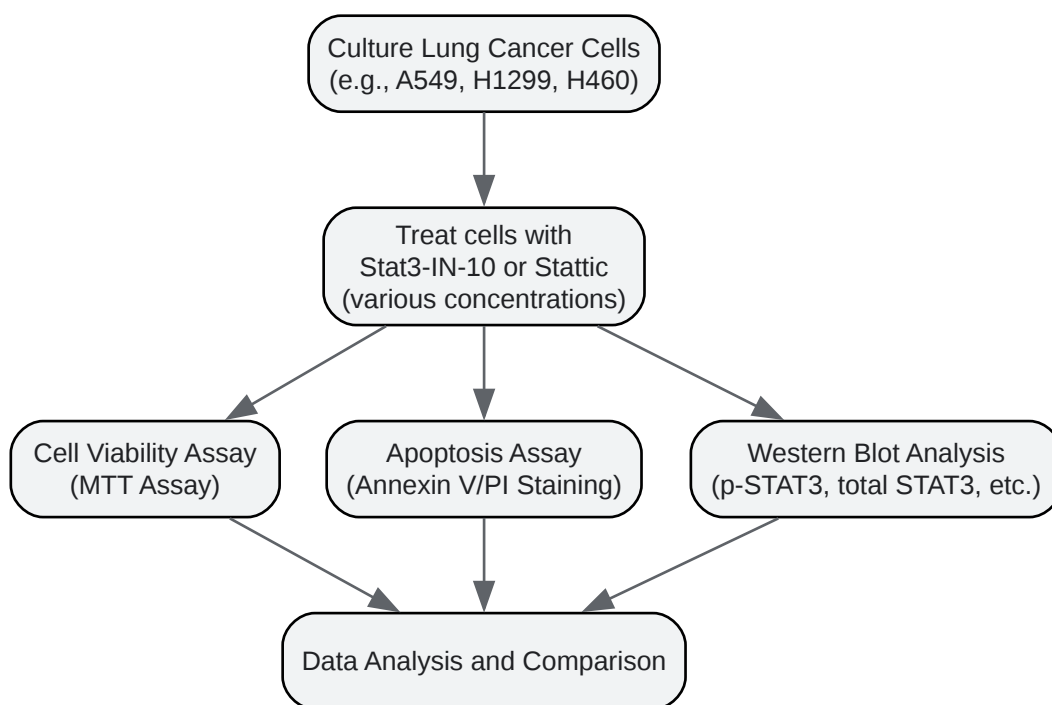 Culture Lung Cancer Cells
(e.g., A549, H1299, H460)
Treat cells with
Stat3-IN-10 or Stattic
(various concentrations)
Cell Viability Assay
(MTT Assay)
Apoptosis Assay
(Annexin V/PI Staining)
Western Blot Analysis
(p-STAT3, total STAT3, etc.)
Data Analysis and Comparison